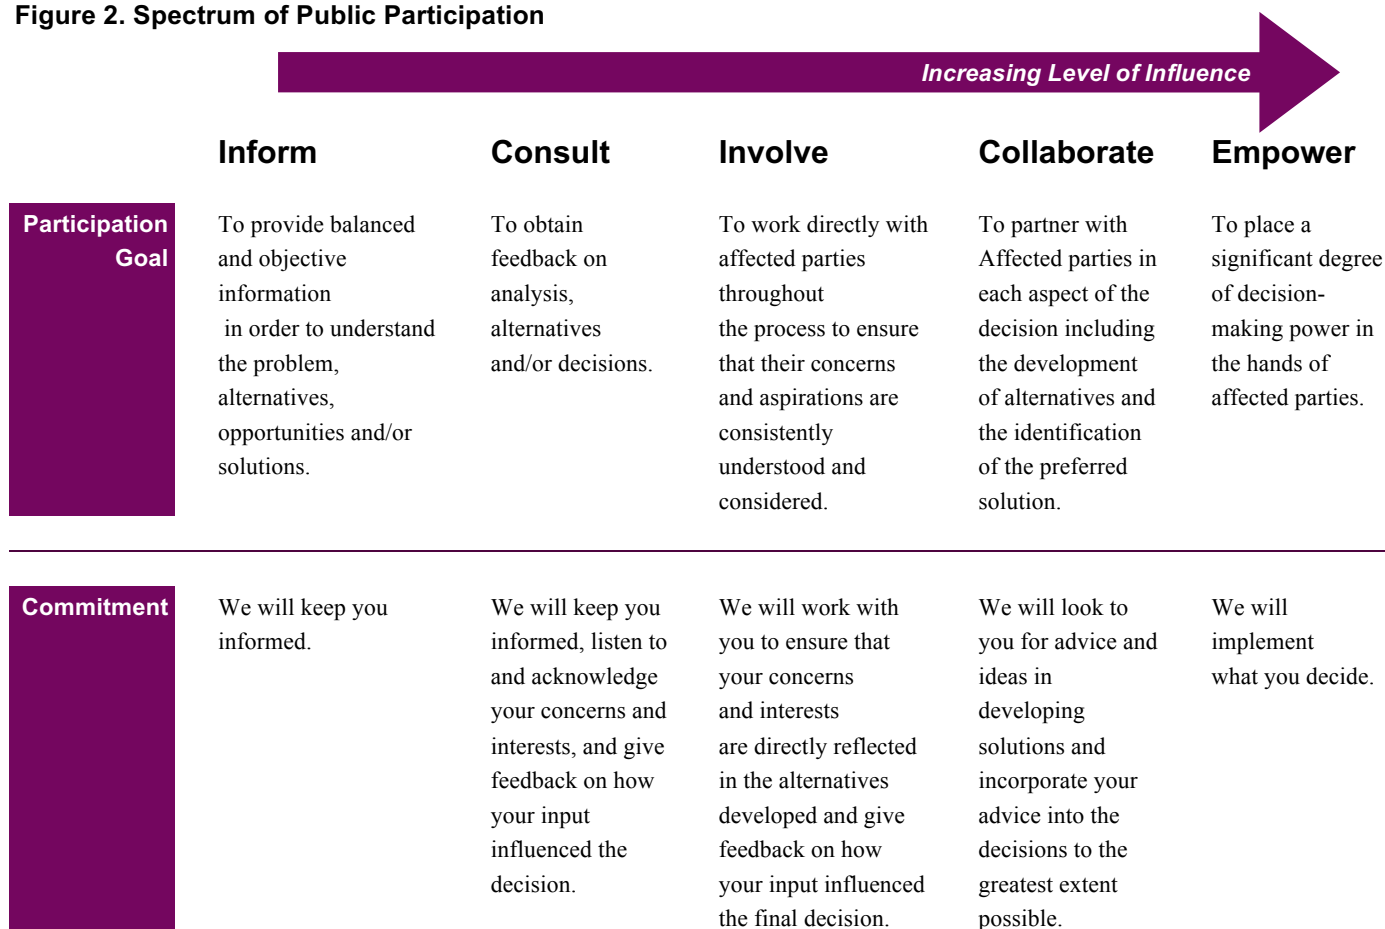 Figure 2. Spectrum of Public Participation
Increasing Level of Influence
Inform
Consult
Involve
Collaborate
Empower
Participation
Goal
To provide balanced
and objective
information
in order to understand
the problem,
alternatives,
opportunities and/or
solutions.
To obtain
feedback on
analysis,
alternatives
and/or decisions.
To work directly with
affected parties
throughout
the process to ensure
that their concerns
and aspirations are
consistently
understood and
considered.
To partner with
Affected parties in
each aspect of the
decision including
the development
of alternatives and
the identification
of the preferred
solution.
To place a
significant degree
of decision-
making power in
the hands of
affected parties.
Commitment
We will keep you
informed.
We will keep you
informed, listen to
and acknowledge
your concerns and
interests, and give
feedback on how
your input
influenced the
decision.
We will work with
you to ensure that
your concerns
and interests
are directly reflected
in the alternatives
developed and give
feedback on how
your input influenced
the final decision.
We will look to
you for advice and
ideas in
developing
solutions and
incorporate your
advice into the
decisions to the
greatest extent
possible.
We will
implement
what you decide.